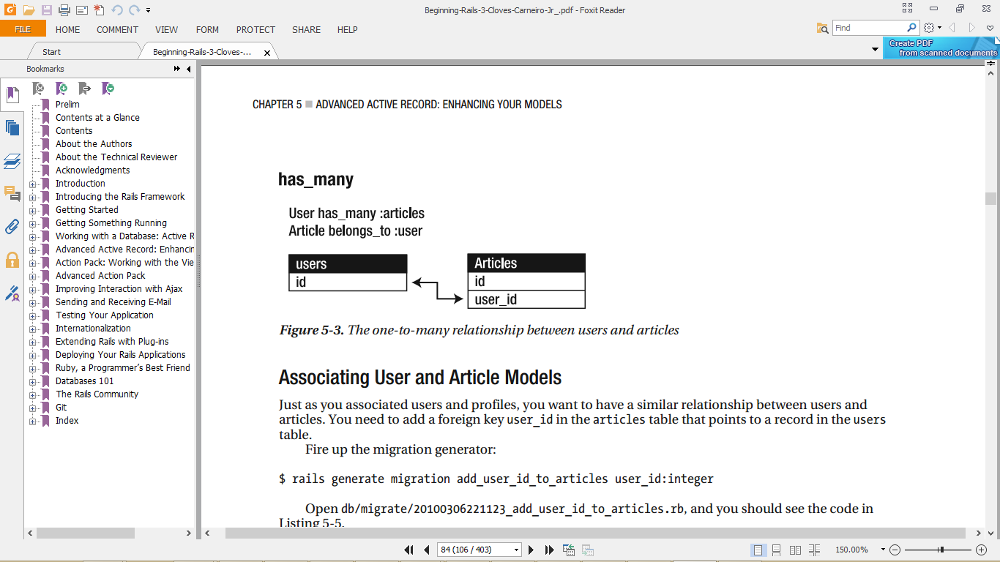 Beginning-Rails-3-Cloves-Carneiro-Jr_.pdf - Foxit Reader
FILE HOME COMMENT VIEW FORM PROTECT SHARE HELP
Find
Start
Beginning-Rails-3-Cloves-...
Create PDF
from scanned documents
Bookmarks
Prelim
Contents at a Glance
Contents
About the Authors
About the Technical Reviewer
Acknowledgments
Introduction
Introducing the Rails Framework
Getting Started
Getting Something Running
Working with a Database: Active R
Advanced Active Record: Enhancin
Action Pack: Working with the Vie
Advanced Action Pack
Improving Interaction with Ajax
Sending and Receiving E-Mail
Testing Your Application
Internationalization
Extending Rails with Plug-ins
Deploying Your Rails Applications
Ruby, a Programmer's Best Friend
Databases 101
The Rails Community
Git
Index
CHAPTER 5 ■ ADVANCED ACTIVE RECORD: ENHANCING YOUR MODELS
has_many
User has_many :articles
Article belongs_to :user
users
id
Articles
id
user_id
Figure 5-3. The one-to-many relationship between users and articles
Associating User and Article Models
Just as you associated users and profiles, you want to have a similar relationship between users and
articles. You need to add a foreign key user_id in the articles table that points to a record in the users
table.
Fire up the migration generator:
$ rails generate migration add_user_id_to_articles user_id:integer
Open db/migrate/20100306221123_add_user_id_to_articles.rb, and you should see the code in
Listing 5-5.
84 (106 / 403)
150.00%